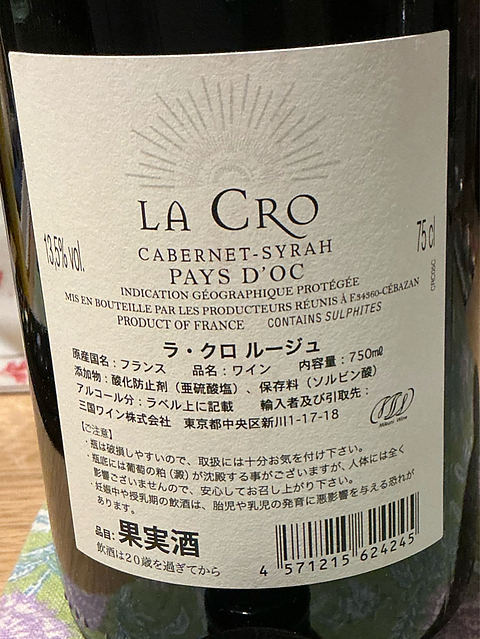 LA CRO
13,5% vol.
75 cl
CABERNET-SYRAH
PAYS D'OC
INDICATION GÉOGRAPHIQUE PROTÉGÉE
MIS EN BOUTEILLE PAR LES PRODUCTEURS RÉUNIS À F.34360-CÉBAZAN
PRODUCT OF FRANCE CONTAINS SULPHITES
ラ・クロ ルージュ
原産国名：フランス 品名：ワイン 内容量：750㎖
添加物：酸化防止剤（亜硫酸塩）、保存料（ソルビン酸）
アルコール分：ラベル上に記載 輸入者及び引取先：
三国ワイン株式会社 東京都中央区新川1-17-18
Mikuni Wine
【ご注意】
・瓶は破損しやすいので、取扱には十分お気を付け下さい。
・瓶底には葡萄の粕（澱）が沈殿する事がございますが、人体には全く
影響ございませんので、安心してお召し上がり下さい。
・妊娠中や授乳期の飲酒は、胎児や乳児の発育に悪影響を与える恐れが
あります。
品目：果実酒
飲酒は20歳を過ぎてから
4 571215 624245